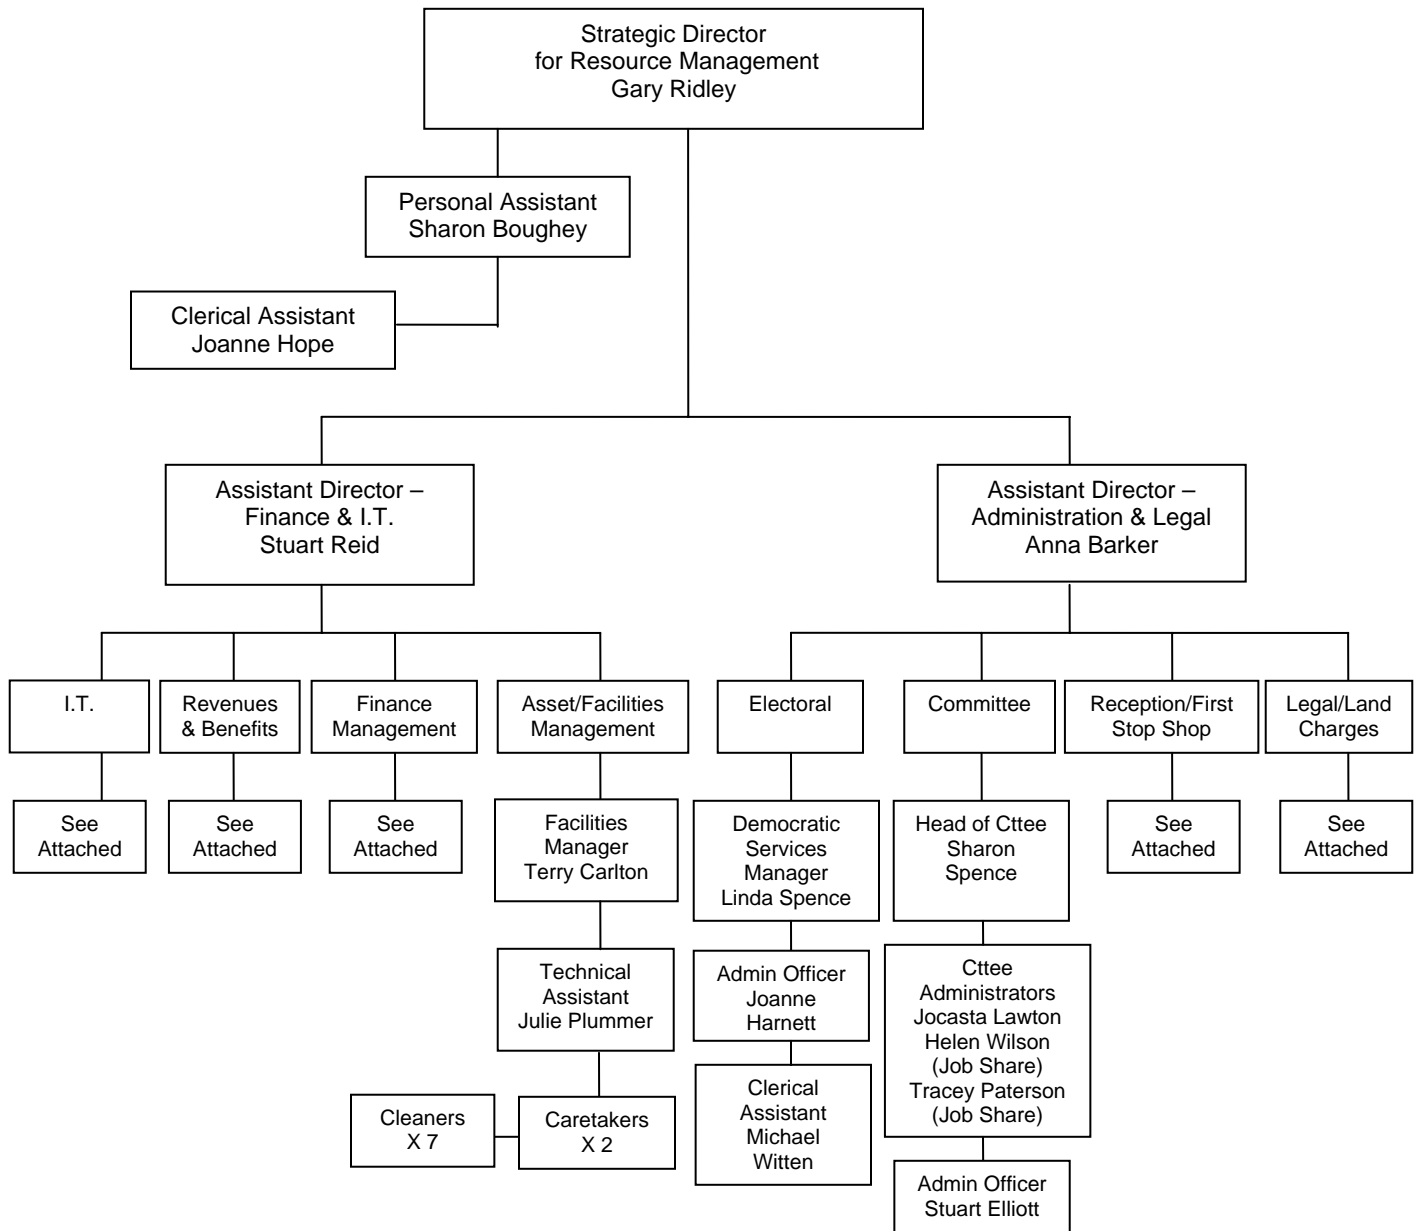 Strategic Director
for Resource Management
Gary Ridley
Personal Assistant
Sharon Boughey
Clerical Assistant
Joanne Hope
Assistant Director –
Finance & I.T.
Stuart Reid
Assistant Director –
Administration & Legal
Anna Barker
I.T.
Revenues
& Benefits
Finance
Management
Asset/Facilities
Management
Electoral
Committee
Reception/First
Stop Shop
Legal/Land
Charges
See
Attached
See
Attached
See
Attached
Facilities
Manager
Terry Carlton
Democratic
Services
Manager
Linda Spence
Head of Cttee
Sharon
Spence
See
Attached
See
Attached
Technical
Assistant
Julie Plummer
Admin Officer
Joanne
Harnett
Cttee
Administrators
Jocasta Lawton
Helen Wilson
(Job Share)
Tracey Paterson
(Job Share)
Cleaners
X 7
Caretakers
X 2
Clerical
Assistant
Michael
Witten
Admin Officer
Stuart Elliott